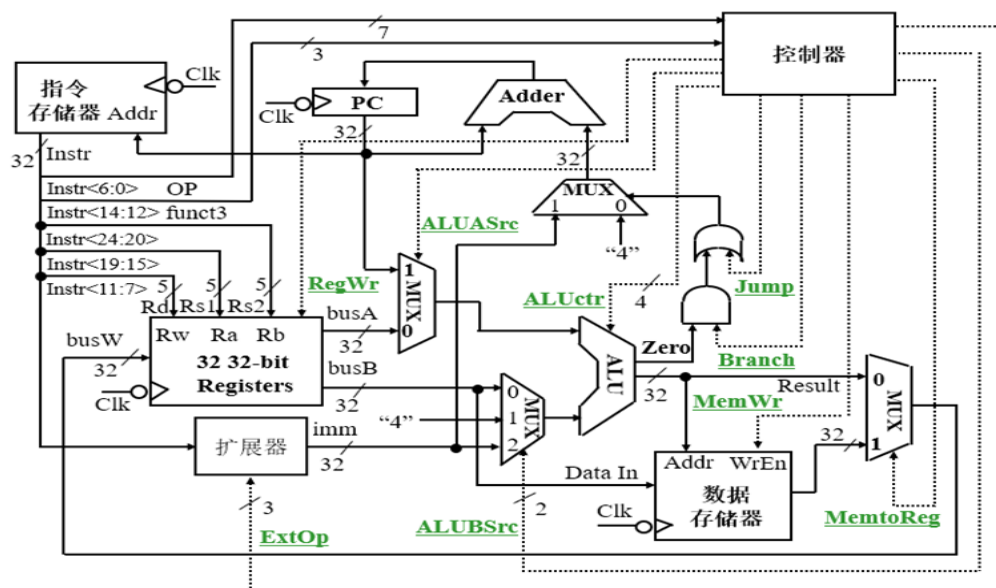 7
3
控制器
指令
存储器 Addr
Clk
Clk
PC
Adder
32
32
32 Instr
Instr<6:0> OP
Instr<14:12> funct3
Instr<24:20>
Instr<19:15>
Instr<11:7>
MUX
1 0
“4”
ALUASrc
RegWr
ALUctr
4
Jump
Branch
Zero
5 5 5
Rd Rs1 Rs2
Rw Ra Rb
32 32-bit
Registers
busW
32
Clk
busA
32
busB
32
1
MUX
0
0
MUX
1
2
“4”
ALU
32
Result
MemWr
0
MUX
1
32
扩展器
imm
32
3
ExtOp
2
ALUBSrc
Data In
Addr WrEn
数据
存储器
Clk
MemtoReg